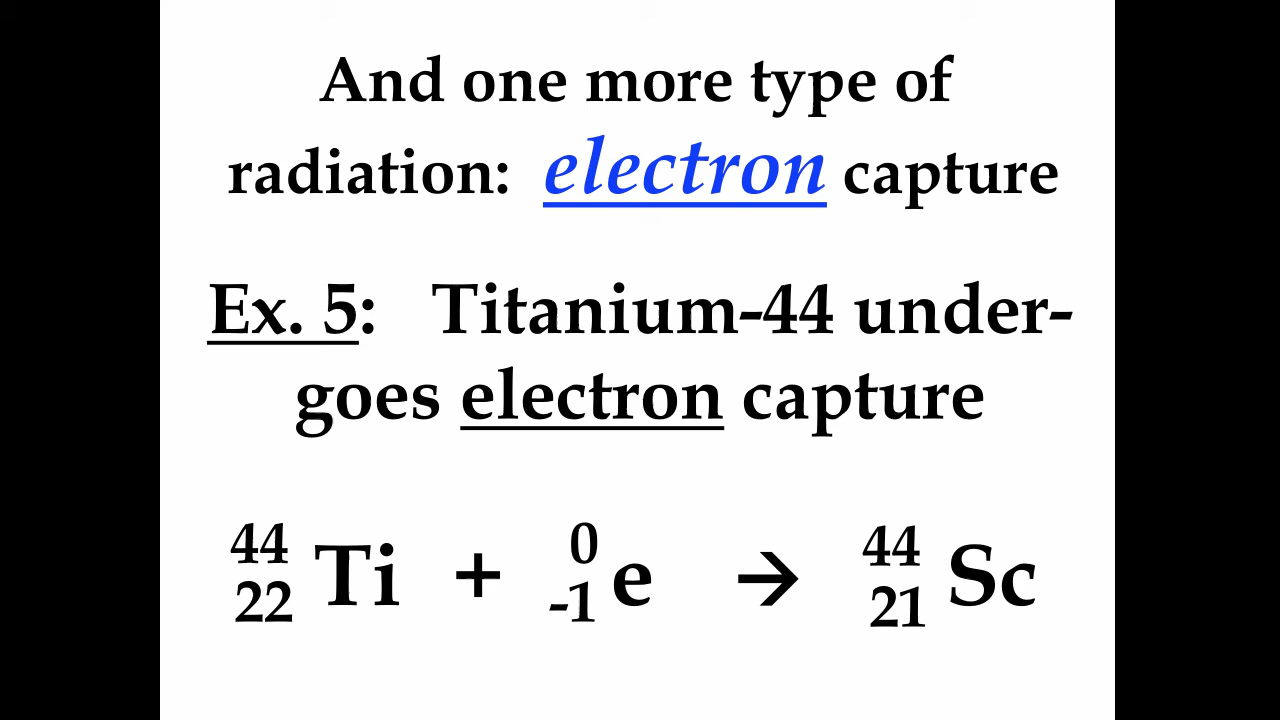 And one more type of
radiation: electron capture
Ex. 5: Titanium-44 under-
goes electron capture
44 22 Ti + 0 -1 e → 44 21 Sc